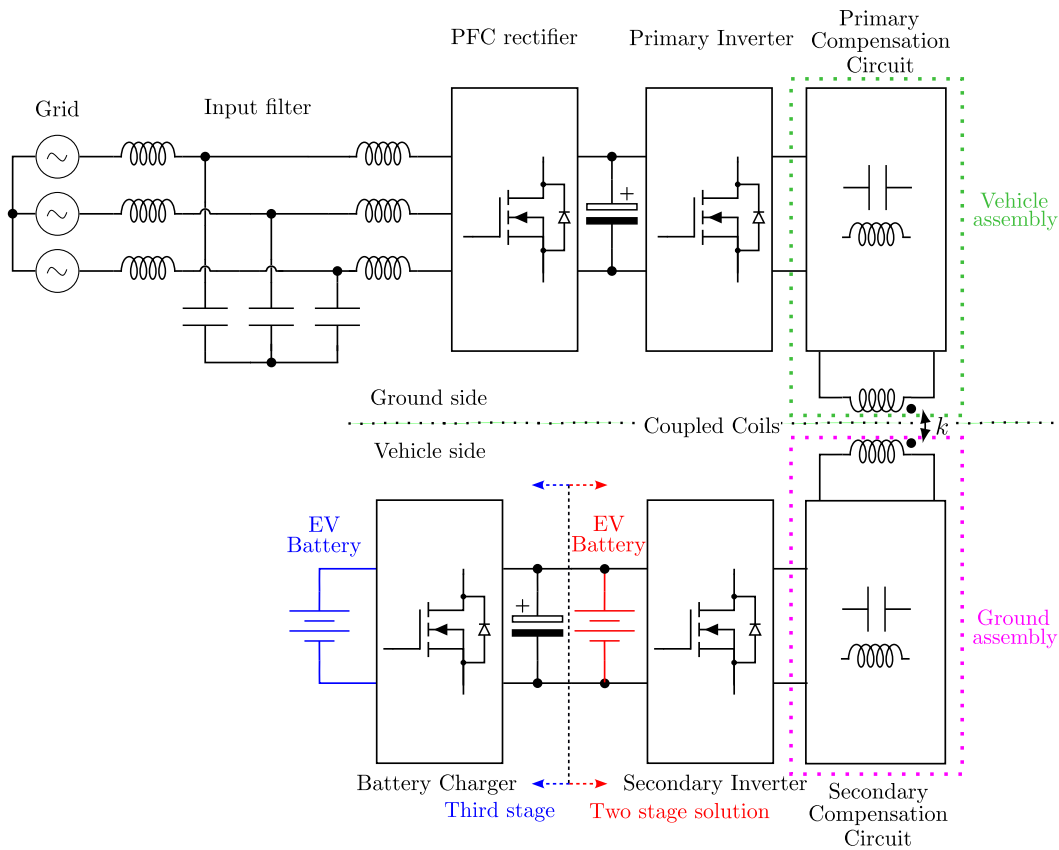 Primary
Compensation
Circuit
PFC rectifier
Primary Inverter
Grid
Input filter
+
Vehicle
assembly
Ground side
Coupled Coils
k
Vehicle side
EV
Battery
EV
Battery
+
Ground
assembly
Battery Charger
Secondary Inverter
Third stage
Two stage solution
Secondary
Compensation
Circuit